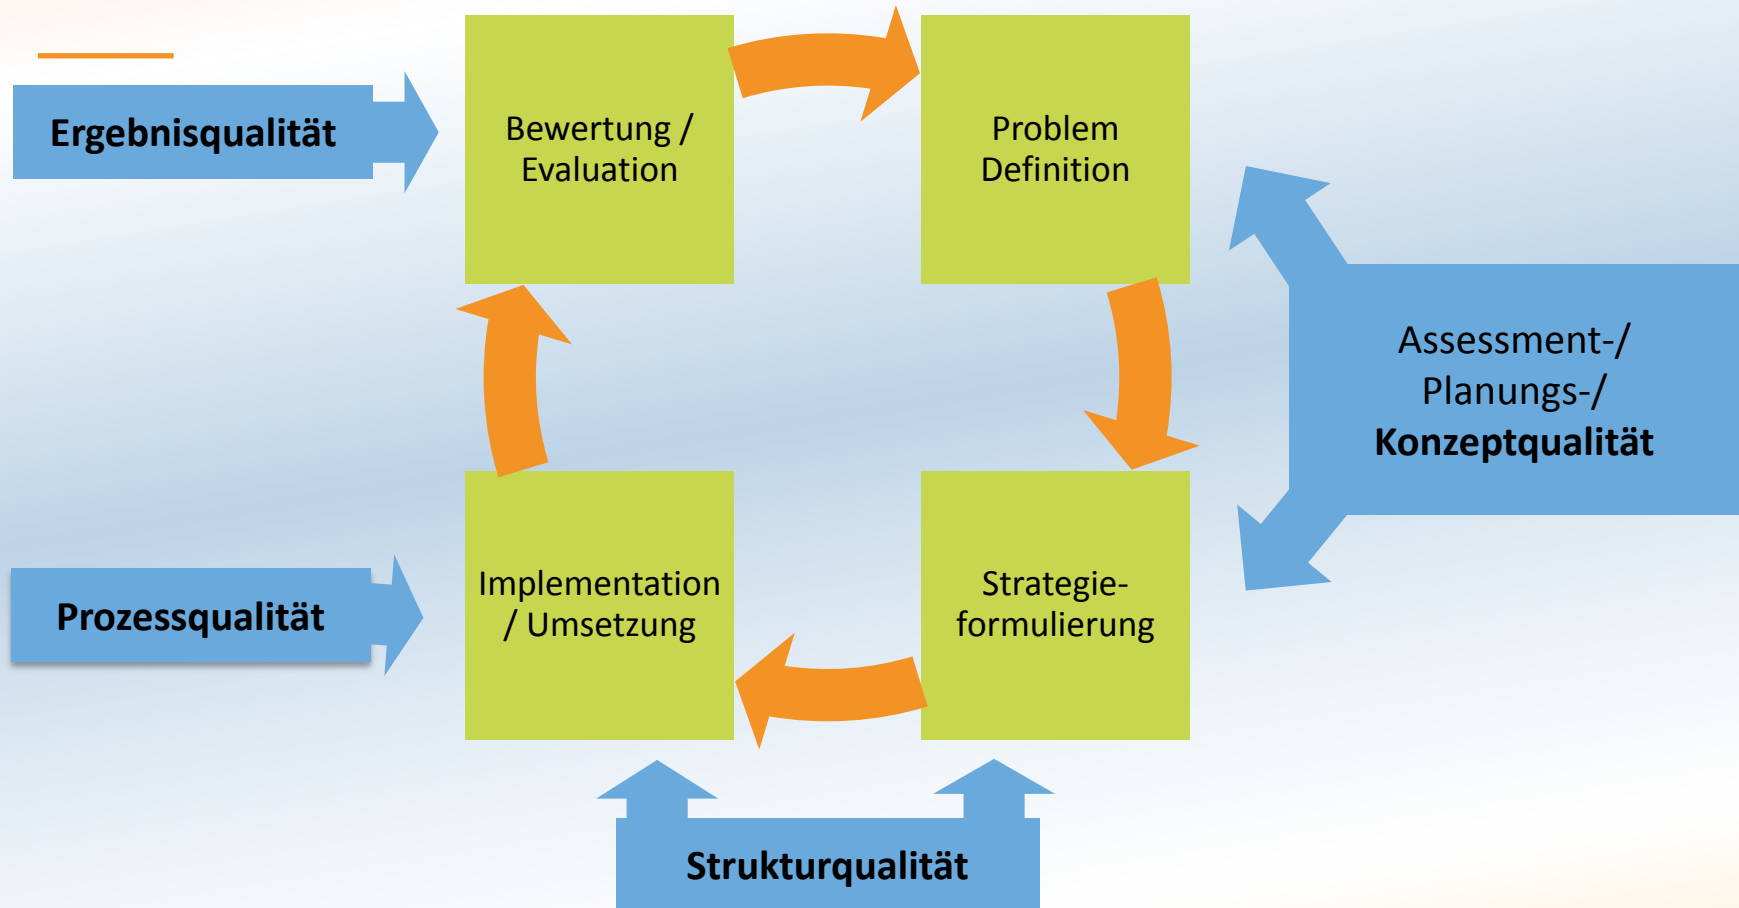 Ergebnisqualität
Bewertung /
Evaluation
Problem
Definition
Assessment-/
Planungs-/
Konzeptqualität
Prozessqualität
Implementation
/ Umsetzung
Strategie-
formulierung
Strukturqualität